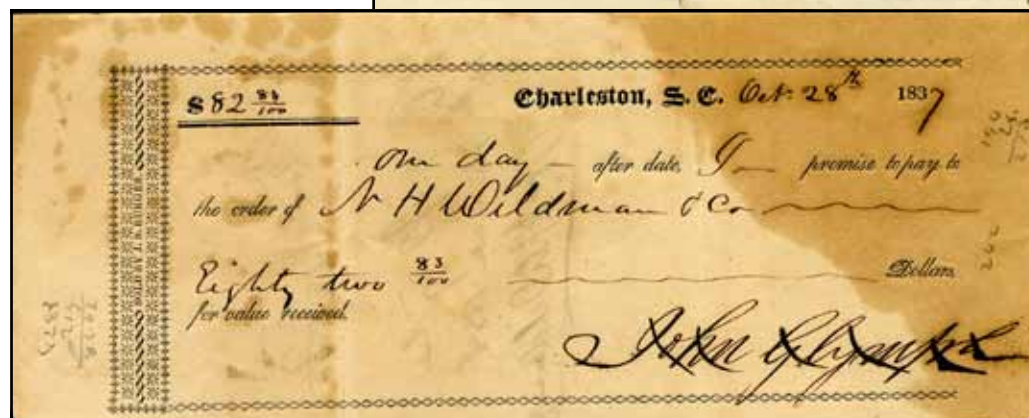 $ 82 83/100
Charleston, S. C. Oct. 28th 1837
One day — after date, I — promise to pay to
the order of N H Wildman & Co
Eighty two 83/100 Dollars,
for value received.
John